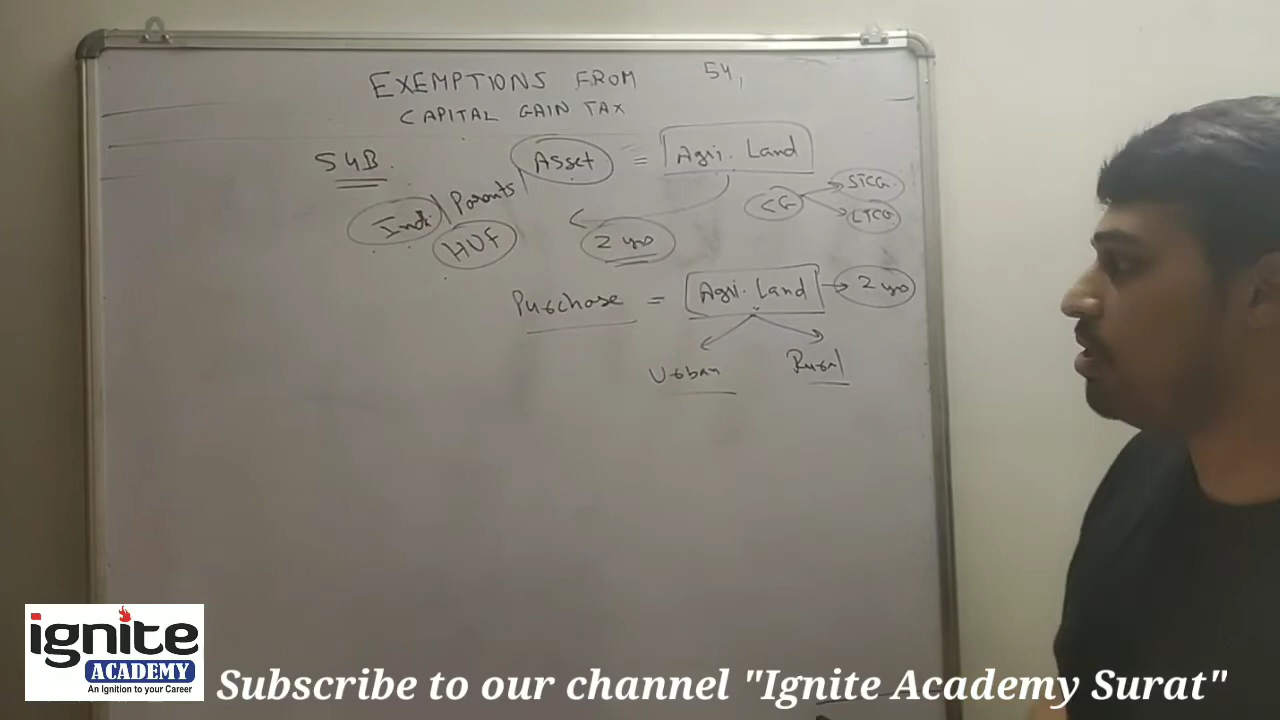 EXEMPTIONS FROM 54,
CAPITAL GAIN TAX
54B. Asset = Agri. Land
Indi. / Parents / HUF
CG STCG.
LTCG.
2 yrs
Purchase = Agri. Land → 2 yrs
Urban Rural
ignite
ACADEMY
An Ignition to your Career
Subscribe to our channel "Ignite Academy Surat"